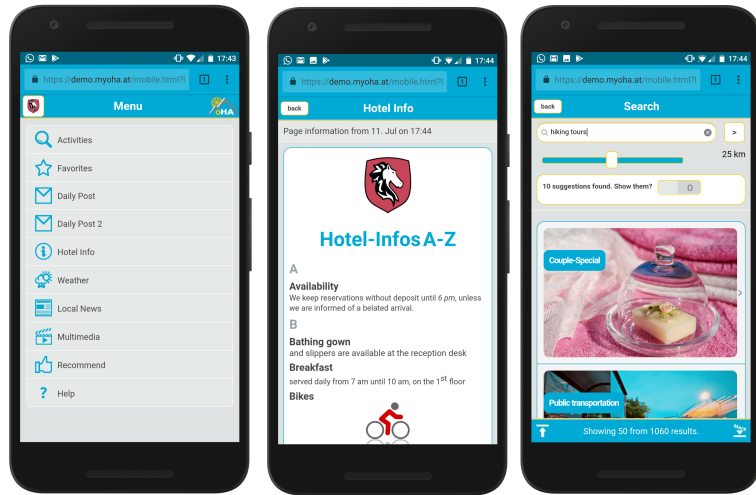 17:43
https://demo.myoha.at/mobile.html?l
1
Menu
OHA
Activities
Favorites
Daily Post
Daily Post 2
Hotel Info
Weather
Local News
Multimedia
Recommend
? Help
17:44
https://demo.myoha.at/mobile.html?l
1
back
Hotel Info
Page information from 11. Jul on 17:44
Hotel-Infos A-Z
A
Availability
We keep reservations without deposit until 6 pm, unless
we are informed of a belated arrival.
B
Bathing gown
and slippers are available at the reception desk
Breakfast
served daily from 7 am until 10 am, on the 1st floor
Bikes
17:44
https://demo.myoha.at/mobile.html?l
1
back
Search
hiking tours
>
25 km
10 suggestions found. Show them?
O
Couple-Special
Public transportation
Showing 50 from 1060 results.
More